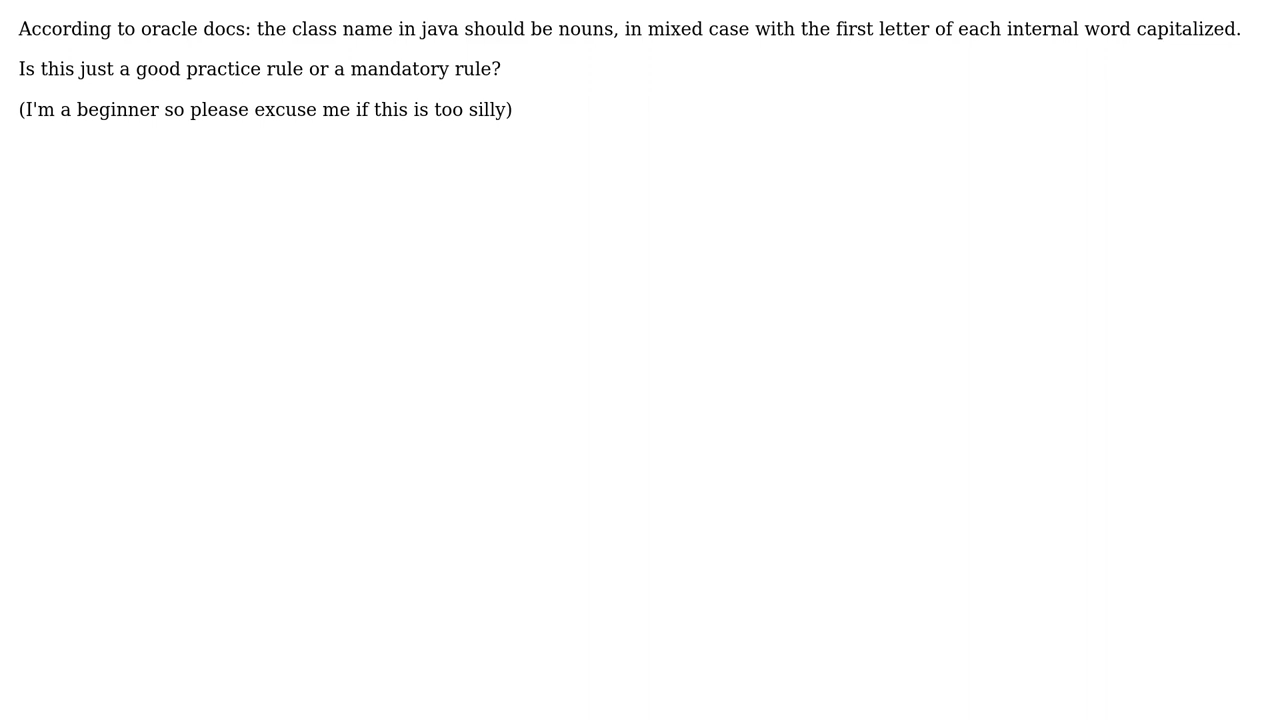 According to oracle docs: the class name in java should be nouns, in mixed case with the first letter of each internal word capitalized.
Is this just a good practice rule or a mandatory rule?
(I'm a beginner so please excuse me if this is too silly)